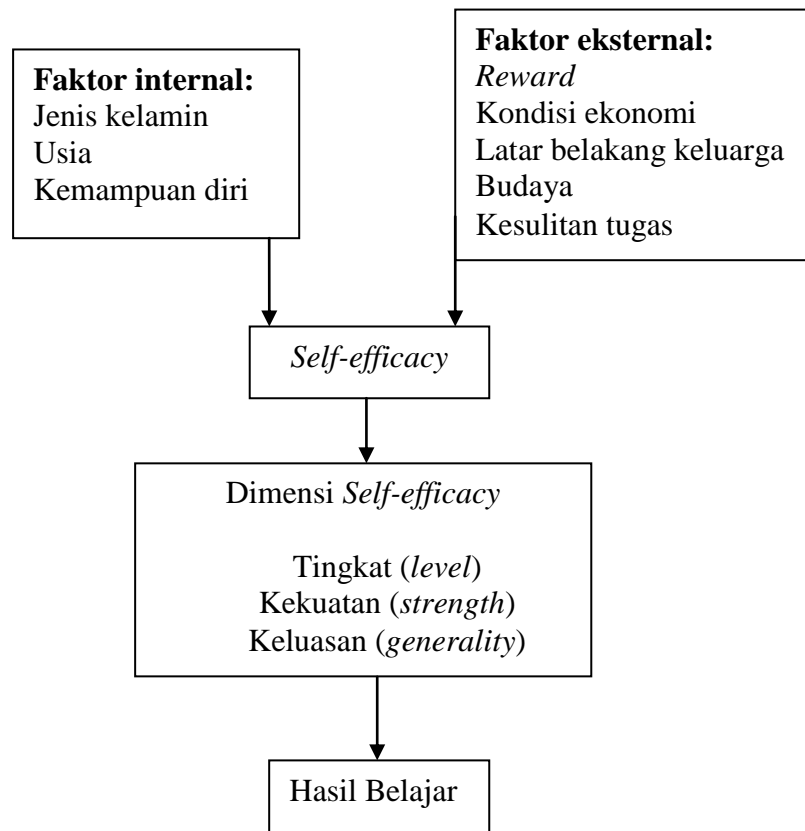 Faktor internal:
Jenis kelamin
Usia
Kemampuan diri
Faktor eksternal:
Reward
Kondisi ekonomi
Latar belakang keluarga
Budaya
Kesulitan tugas
Self-efficacy
Dimensi Self-efficacy
Tingkat (level)
Kekuatan (strength)
Keluasan (generality)
Hasil Belajar